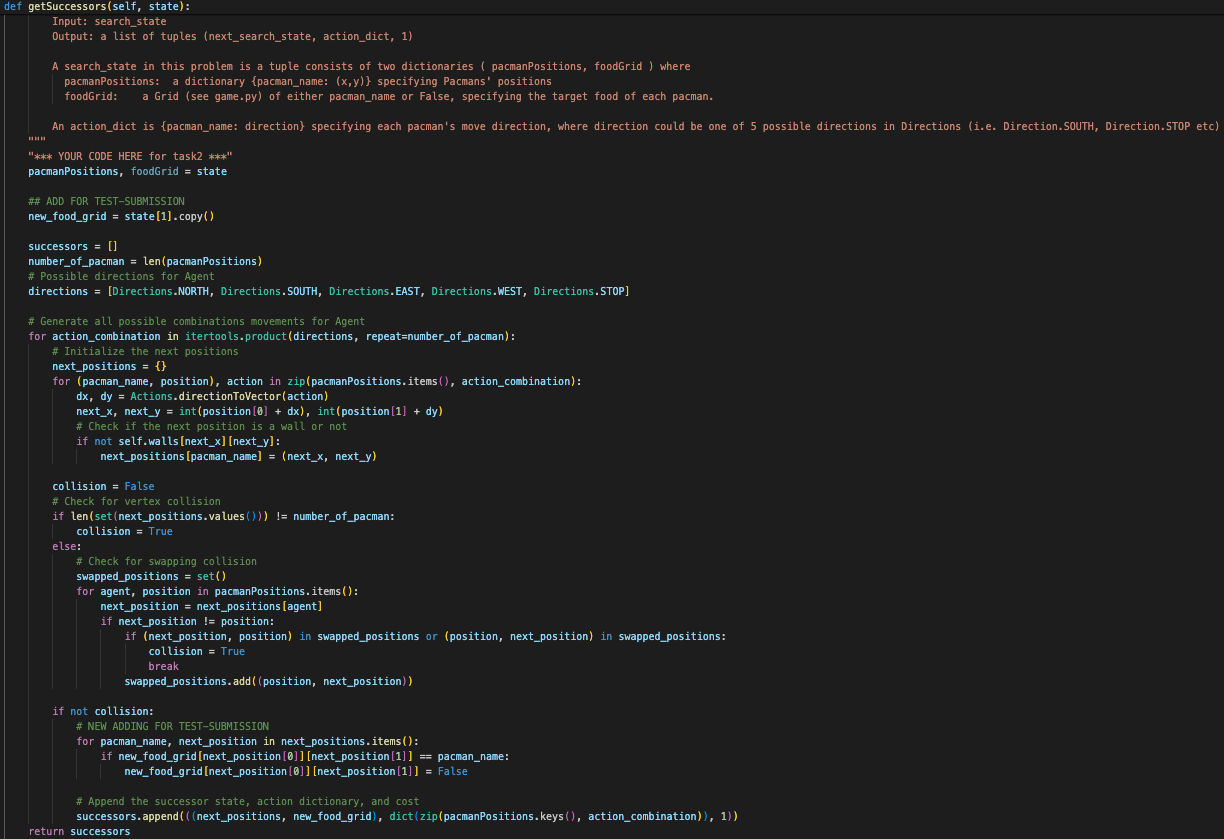 def getSuccessors(self, state):
Input: search_state
Output: a list of tuples (next_search_state, action_dict, 1)
A search_state in this problem is a tuple consists of two dictionaries ( pacmanPositions, foodGrid ) where
pacmanPositions:  a dictionary {pacman_name: (x,y)} specifying Pacmans' positions
foodGrid:    a Grid (see game.py) of either pacman_name or False, specifying the target food of each pacman.
An action_dict is {pacman_name: direction} specifying each pacman's move direction, where direction could be one of 5 possible directions in Directions (i.e. Direction.SOUTH, Direction.STOP etc)
"""
"*** YOUR CODE HERE for task2 ***"
pacmanPositions, foodGrid = state
## ADD FOR TEST-SUBMISSION
new_food_grid = state[1].copy()
successors = []
number_of_pacman = len(pacmanPositions)
# Possible directions for Agent
directions = [Directions.NORTH, Directions.SOUTH, Directions.EAST, Directions.WEST, Directions.STOP]
# Generate all possible combinations movements for Agent
for action_combination in itertools.product(directions, repeat=number_of_pacman):
# Initialize the next positions
next_positions = {}
for (pacman_name, position), action in zip(pacmanPositions.items(), action_combination):
dx, dy = Actions.directionToVector(action)
next_x, next_y = int(position[0] + dx), int(position[1] + dy)
# Check if the next position is a wall or not
if not self.walls[next_x][next_y]:
next_positions[pacman_name] = (next_x, next_y)
collision = False
# Check for vertex collision
if len(set(next_positions.values())) != number_of_pacman:
collision = True
else:
# Check for swapping collision
swapped_positions = set()
for agent, position in pacmanPositions.items():
next_position = next_positions[agent]
if next_position != position:
if (next_position, position) in swapped_positions or (position, next_position) in swapped_positions:
collision = True
break
swapped_positions.add((position, next_position))
if not collision:
# NEW ADDING FOR TEST-SUBMISSION
for pacman_name, next_position in next_positions.items():
if new_food_grid[next_position[0]][next_position[1]] == pacman_name:
new_food_grid[next_position[0]][next_position[1]] = False
# Append the successor state, action dictionary, and cost
successors.append(((next_positions, new_food_grid), dict(zip(pacmanPositions.keys(), action_combination)), 1))
return successors